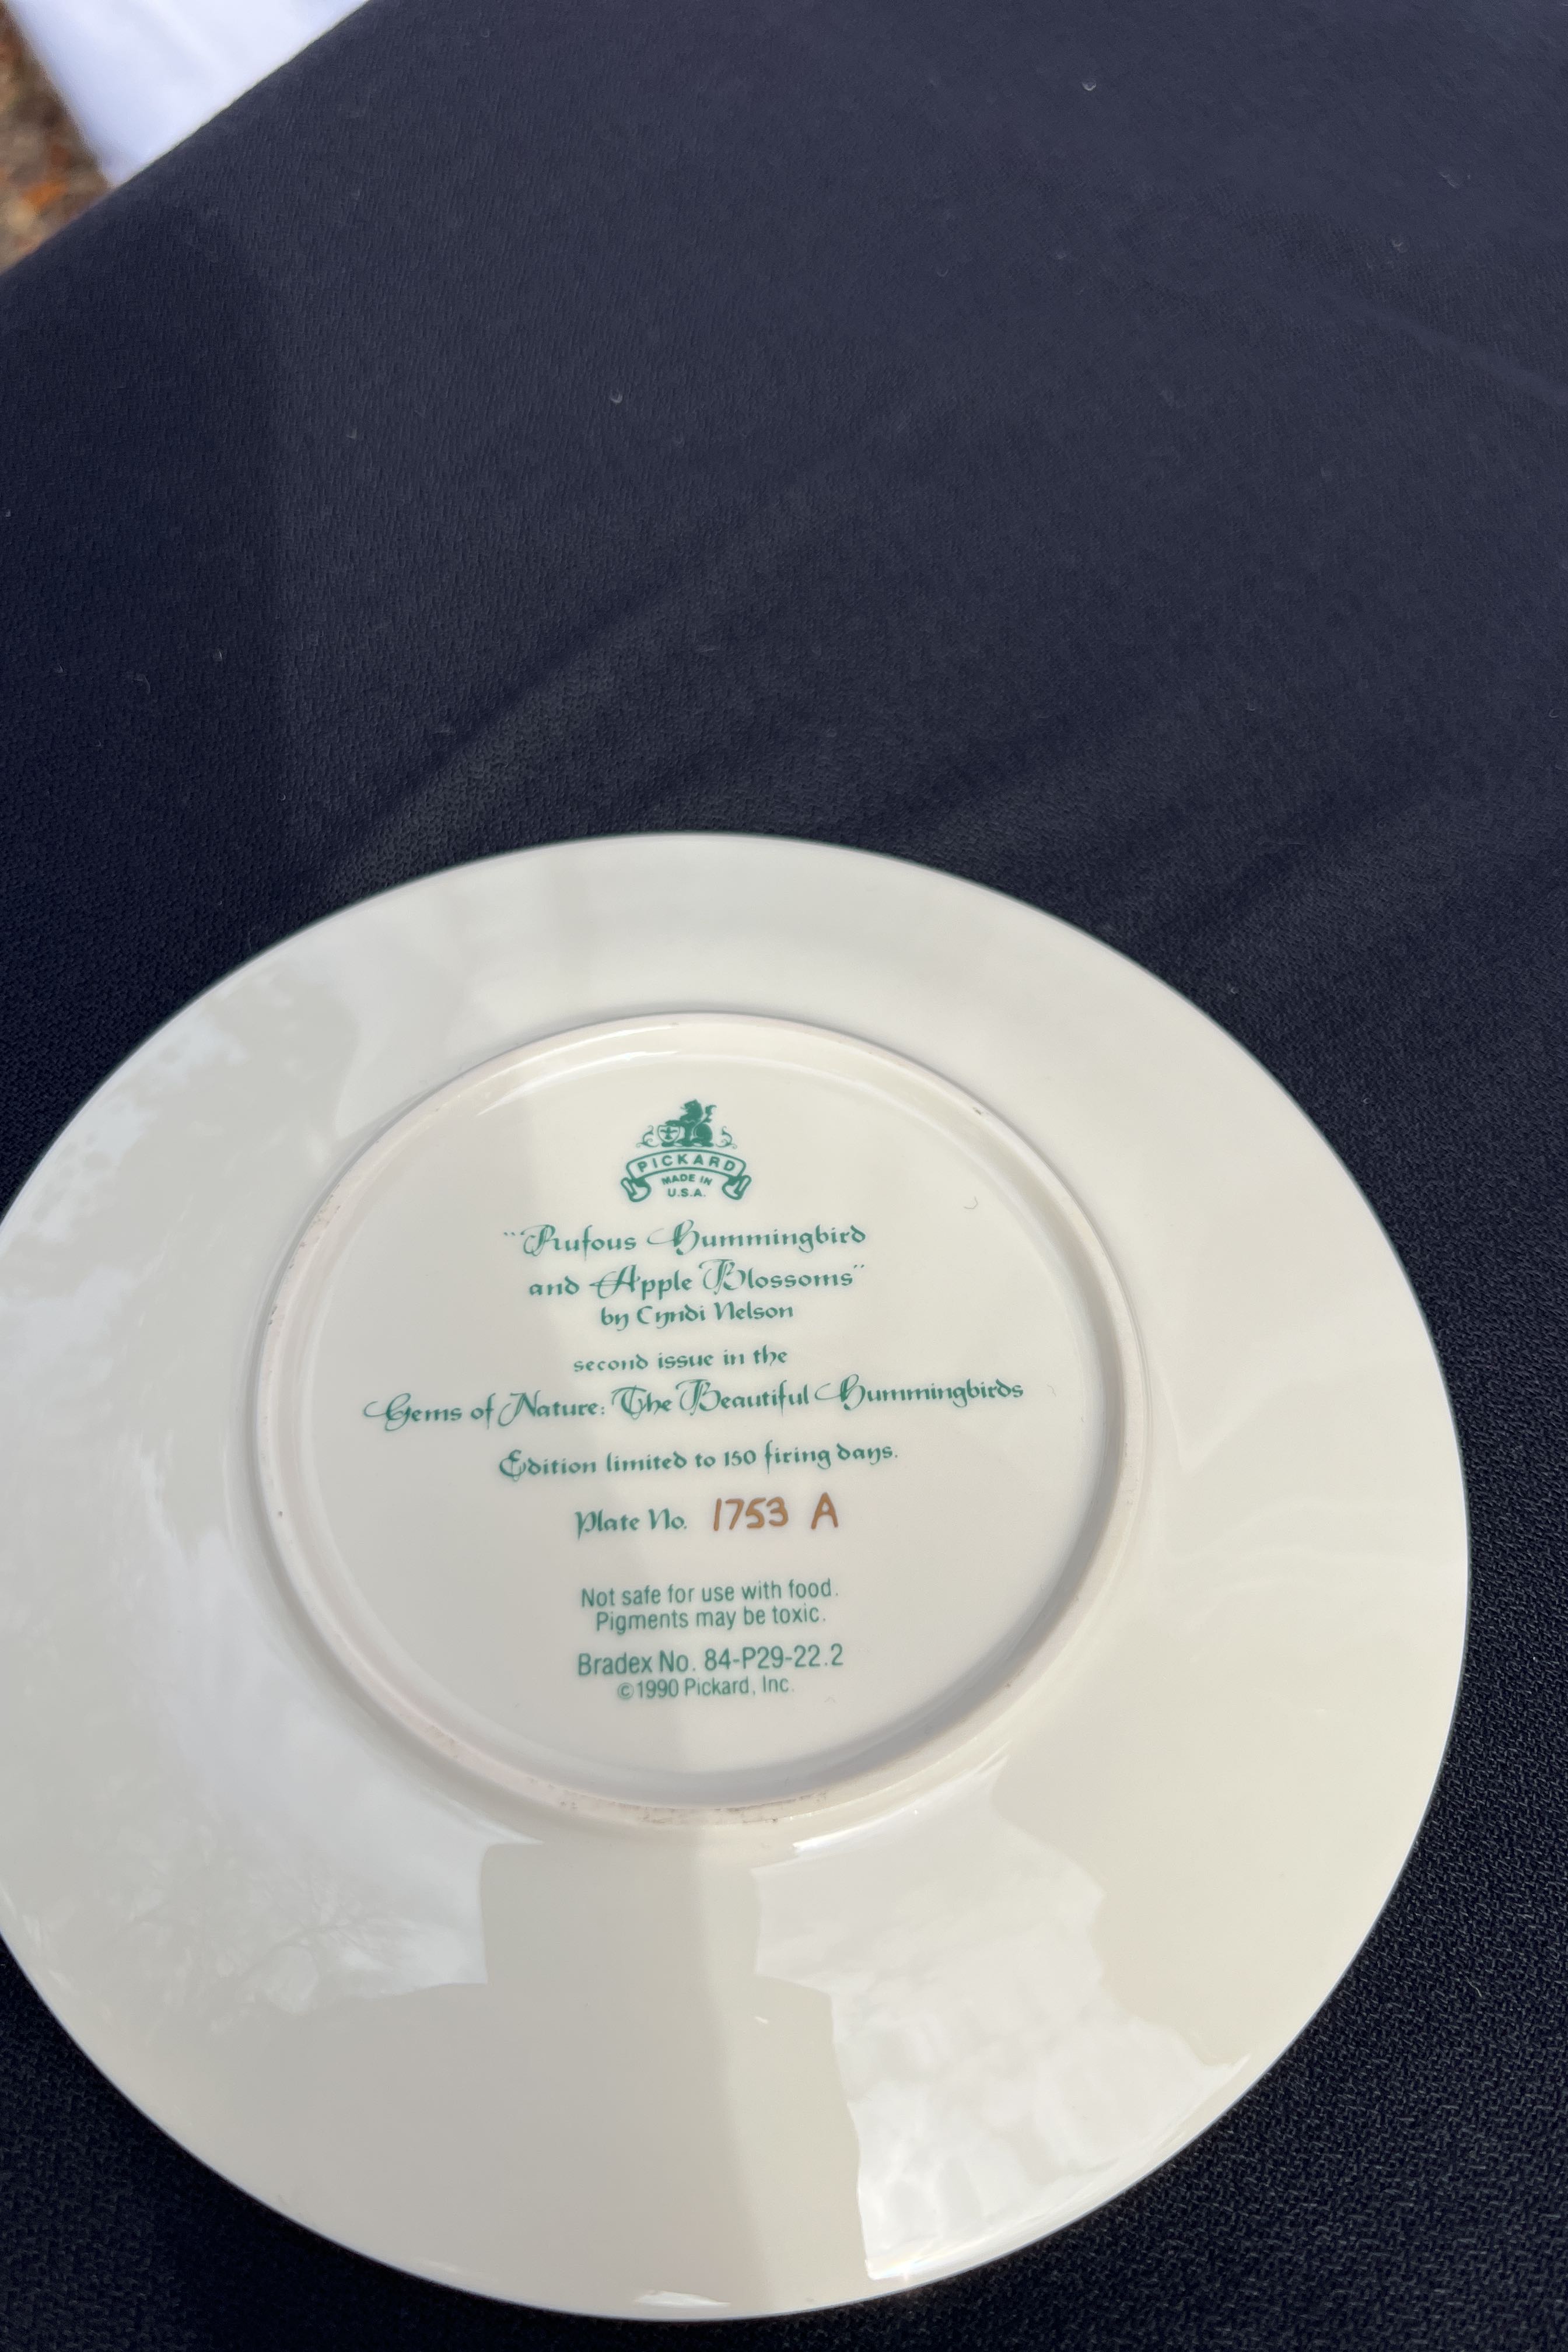 PICKARD
MADE IN
U.S.A.
"Rufous Hummingbird
and Apple Blossoms"
by Cyndi Nelson
second issue in the
Gems of Nature: The Beautiful Hummingbirds
Edition limited to 150 firing days.
Plate No. 1753 A
Not safe for use with food.
Pigments may be toxic.
Bradex No. 84-P29-22.2
©1990 Pickard, Inc.